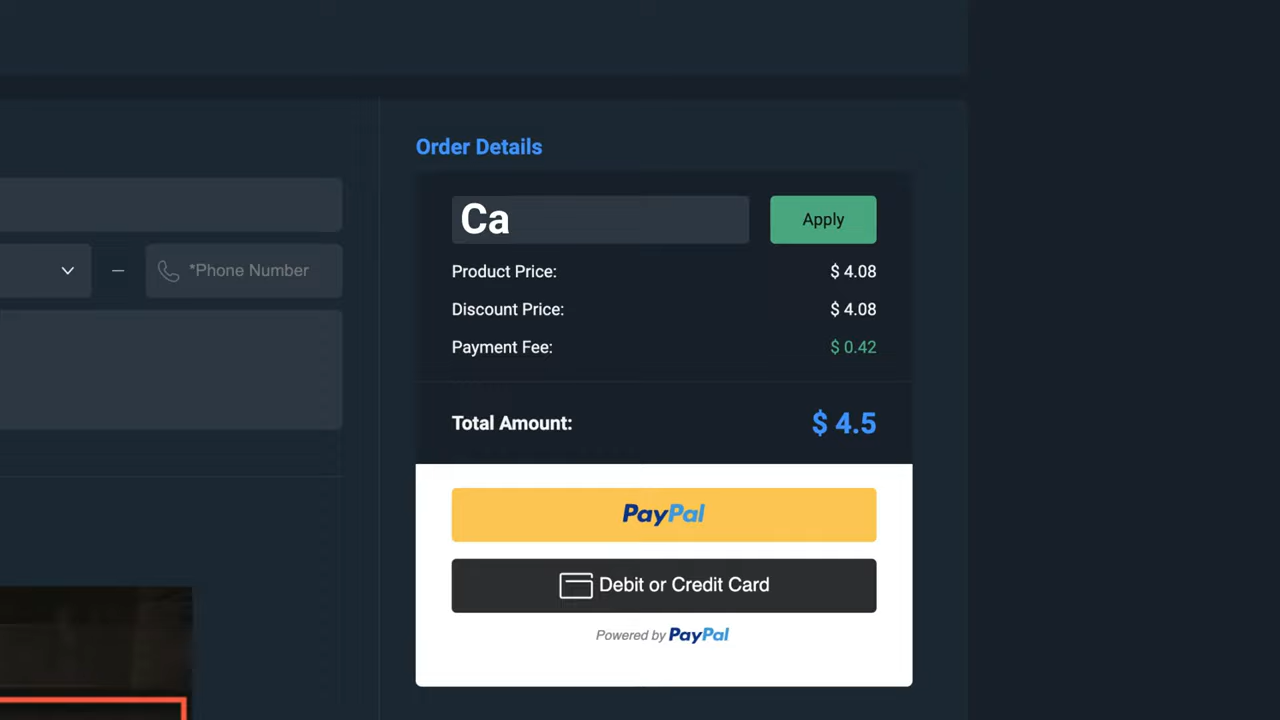 Order Details
Ca
Apply
*Phone Number
Product Price: $ 4.08
Discount Price: $ 4.08
Payment Fee: $ 0.42
Total Amount: $ 4.5
PayPal
Debit or Credit Card
Powered by PayPal